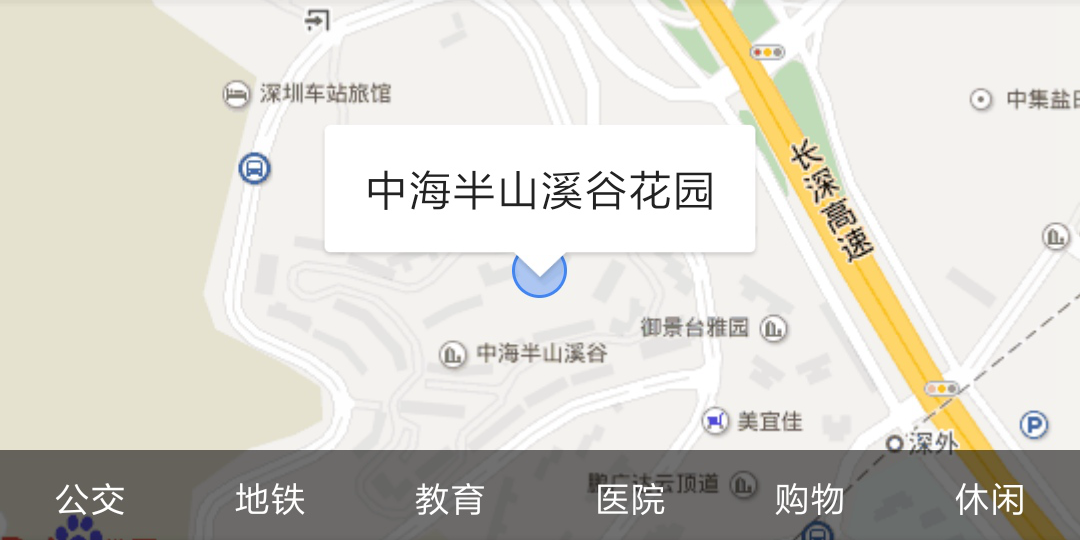 深圳车站旅馆
中集盐田
中海半山溪谷花园
长深高速
御景台雅园
中海半山溪谷
美宜佳
P
深外
鹏广达云顶道
公交
地铁
教育
医院
购物
休闲